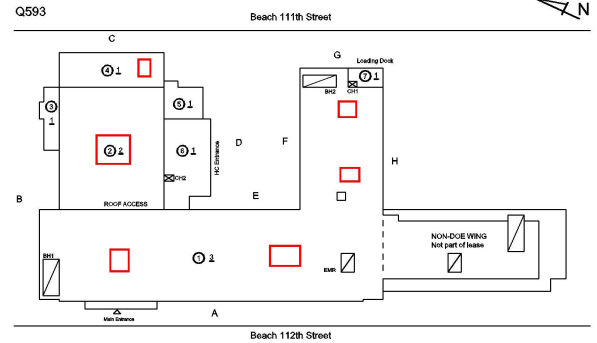 Q593
Beach 111th Street
N
C
G
Loading Dock
4 1
7 1
BH2
CH1
3
1
5 1
2 2
6 1
D
F
HC Entrance
H
CH2
B
E
ROOF ACCESS
NON-DOE WING
Not part of lease
BH1
1 3
EMR
A
Main Entrance
Beach 112th Street